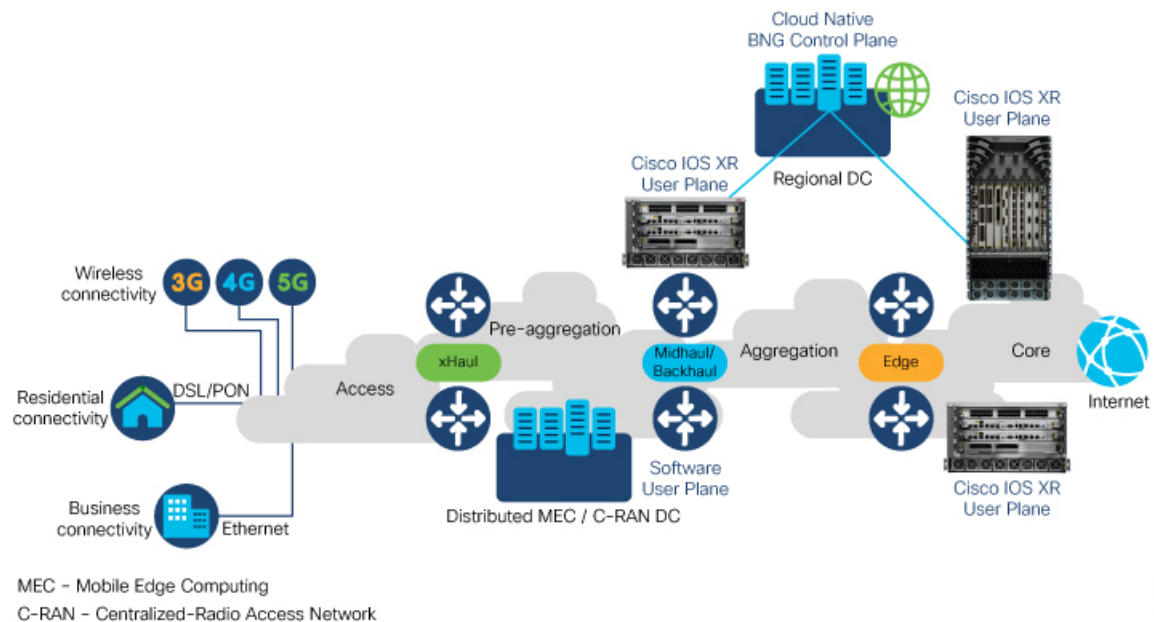 Cloud Native
BNG Control Plane
Cisco IOS XR
User Plane
Cisco IOS XR
User Plane
Regional DC
Wireless
connectivity
3G
4G
5G
Pre-aggregation
xHaul
Midhaul/
Backhaul
Aggregation
Edge
Core
Access
DSL/PON
Residential
connectivity
Internet
Software
User Plane
Cisco IOS XR
User Plane
Distributed MEC / C-RAN DC
Business
connectivity
Ethernet
MEC – Mobile Edge Computing
C-RAN – Centralized-Radio Access Network